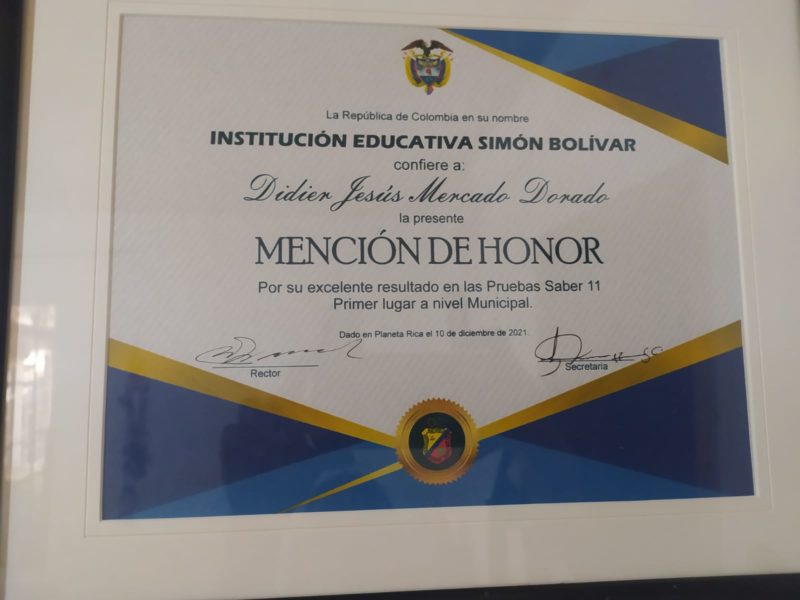 La República de Colombia en su nombre
INSTITUCIÓN EDUCATIVA SIMÓN BOLÍVAR
confiere a:
Didier Jesús Mercado Dorado
la presente
MENCIÓN DE HONOR
Por su excelente resultado en las Pruebas Saber 11
Primer lugar a nivel Municipal.
Dado en Planeta Rica el 10 de diciembre de 2021.
Rector
Secretaria